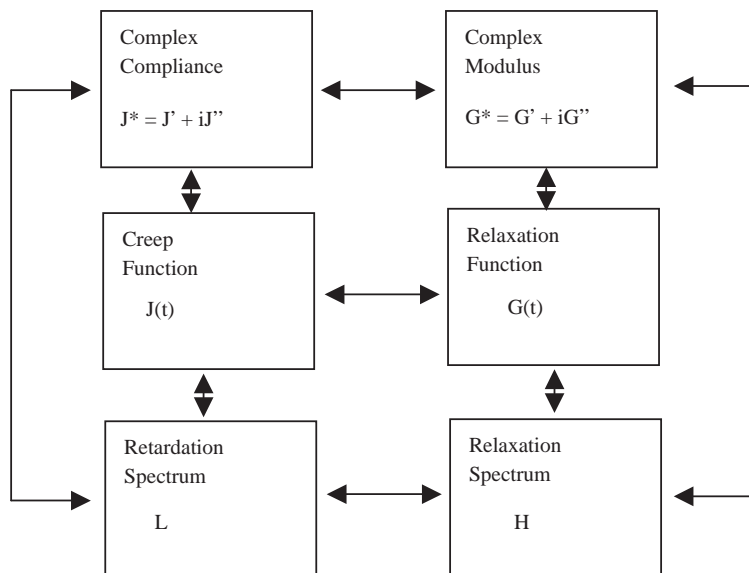 Complex
Compliance
J* = J' + iJ''
Complex
Modulus
G* = G' + iG''
Creep
Function
J(t)
Relaxation
Function
G(t)
Retardation
Spectrum
L
Relaxation
Spectrum
H